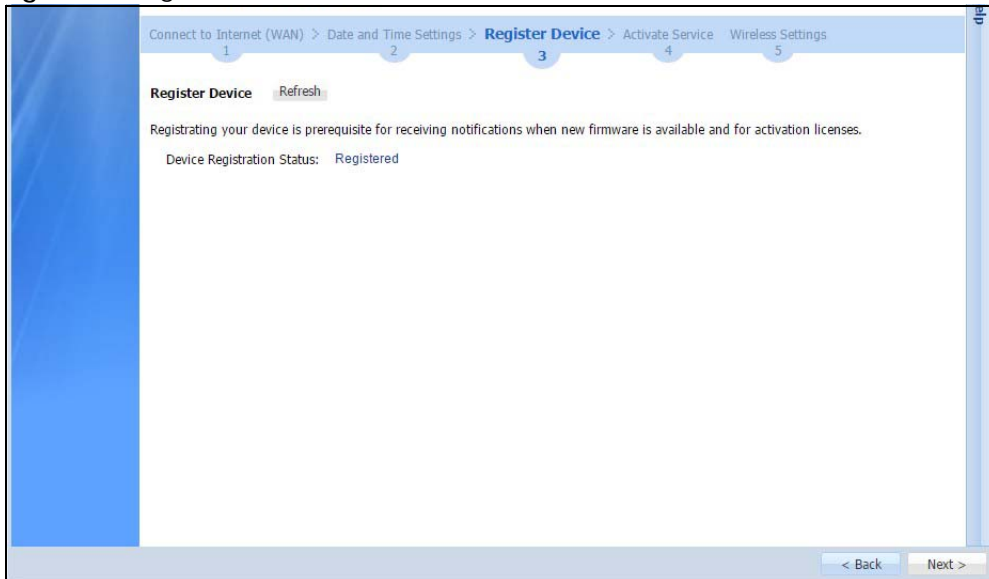 Connect to Internet (WAN) > Date and Time Settings > Register Device > Activate Service Wireless Settings
1 2 3 4 5
Register Device Refresh
Registrating your device is prerequisite for receiving notifications when new firmware is available and for activation licenses.
Device Registration Status: Registered
< Back Next >